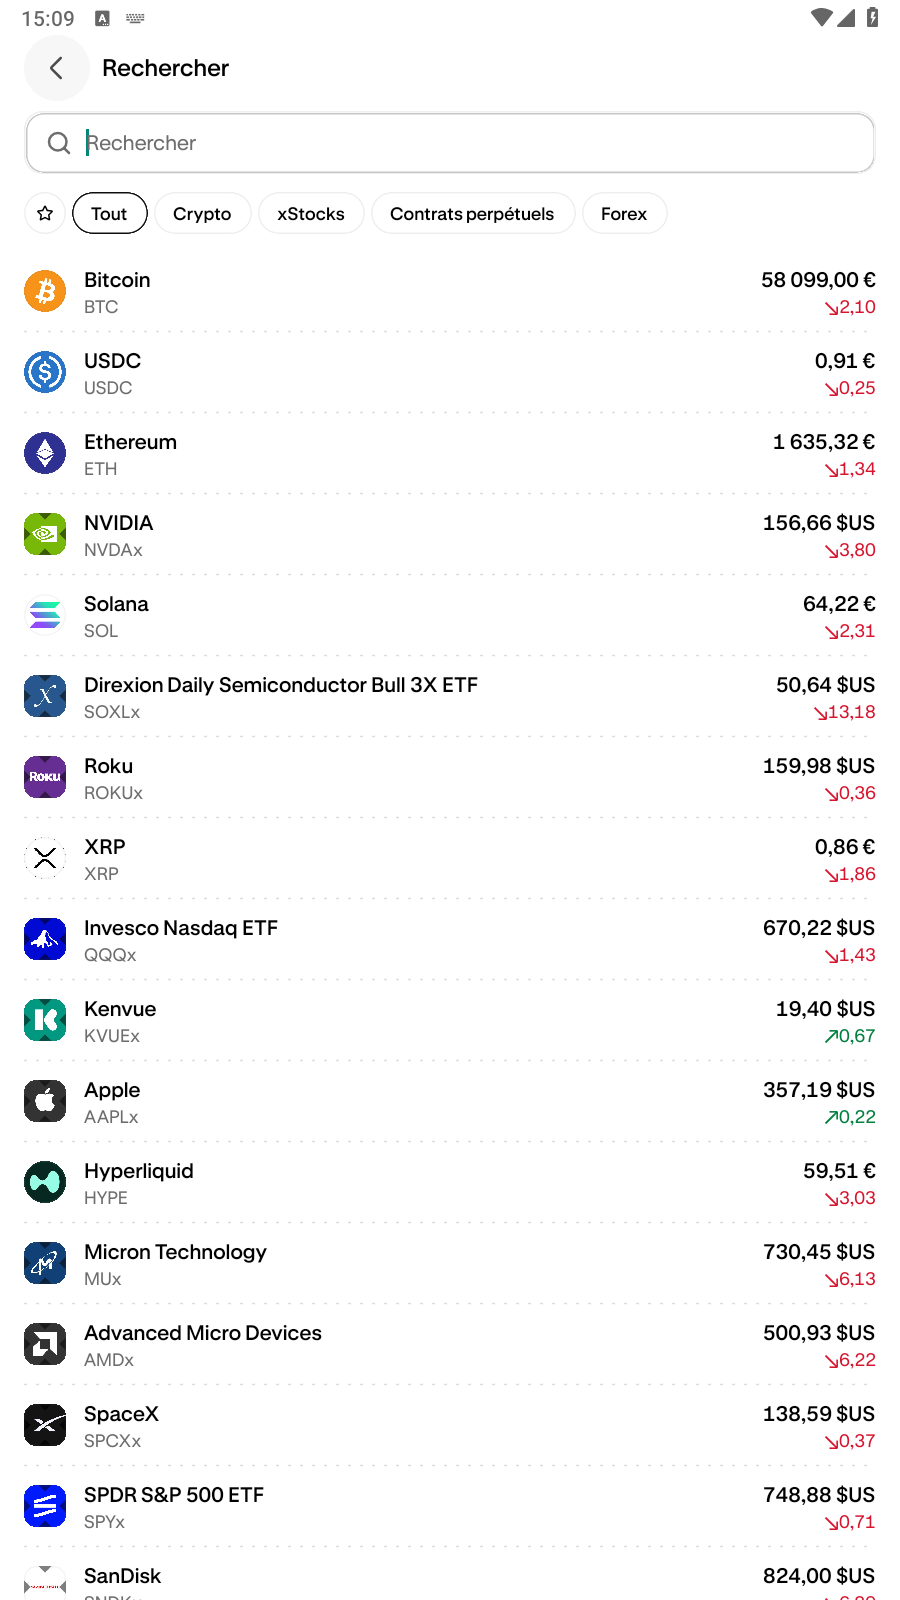 15:09
Rechercher
Rechercher
Tout
Crypto
xStocks
Contrats perpétuels
Forex
Bitcoin
58 099,00 €
BTC
↘2,10
USDC
0,91 €
USDC
↘0,25
Ethereum
1 635,32 €
ETH
↘1,34
NVIDIA
156,66 $US
NVDAx
↘3,80
Solana
64,22 €
SOL
↘2,31
Direxion Daily Semiconductor Bull 3X ETF
50,64 $US
SOXLx
↘13,18
Roku
159,98 $US
ROKU
ROKUx
↘0,36
XRP
0,86 €
XRP
↘1,86
Invesco Nasdaq ETF
670,22 $US
QQQx
↘1,43
Kenvue
19,40 $US
KVUEx
↗0,67
Apple
357,19 $US
AAPLx
↗0,22
Hyperliquid
59,51 €
HYPE
↘3,03
Micron Technology
730,45 $US
MUx
↘6,13
Advanced Micro Devices
500,93 $US
AMDx
↘6,22
SpaceX
138,59 $US
SPCXx
↘0,37
SPDR S&P 500 ETF
748,88 $US
SPYx
↘0,71
SanDisk
824,00 $US